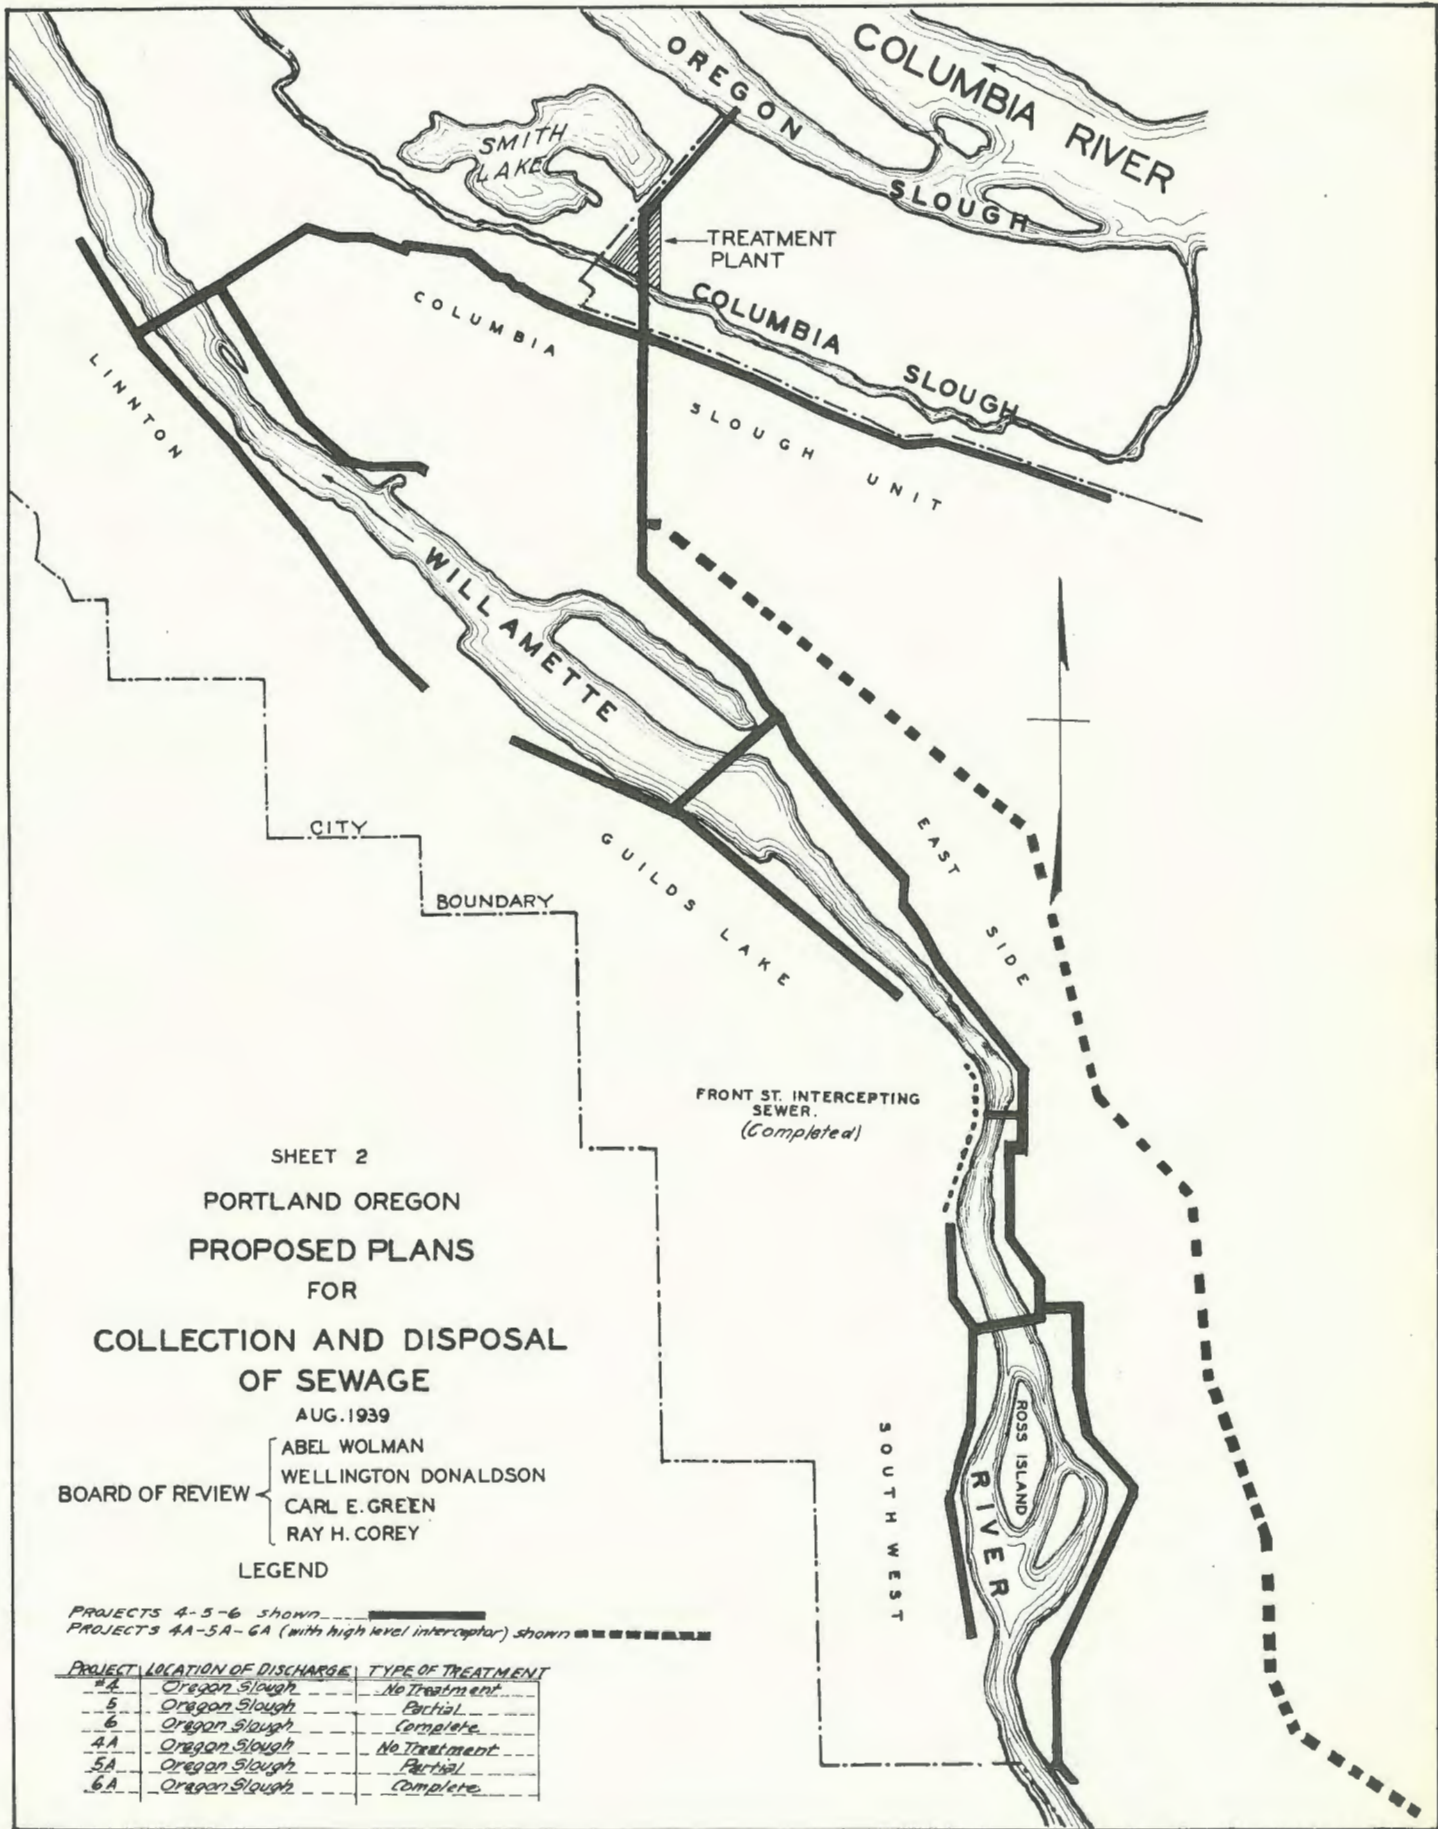 OREGON
SLOUGH
COLUMBIA
RIVER
SMITH
LAKE
TREATMENT
PLANT
COLUMBIA
SLOUGH
COLUMBIA
SLOUGH
UNIT
LINNTON
WILLAMETTE
CITY
BOUNDARY
GUILDS LAKE
EAST
SIDE
FRONT ST. INTERCEPTING
SEWER.
(Completed)
SOUTHWEST
ROSS ISLAND
RIVER
SHEET 2
PORTLAND OREGON
PROPOSED PLANS
FOR
COLLECTION AND DISPOSAL
OF SEWAGE
AUG. 1939
BOARD OF REVIEW
ABEL WOLMAN
WELLINGTON DONALDSON
CARL E. GREEN
RAY H. COREY
LEGEND
PROJECTS 4-5-6 shown
PROJECTS 4A-5A-6A (with high level interceptor) shown
PROJECT LOCATION OF DISCHARGE TYPE OF TREATMENT
#4 Oregon Slough No Treatment
5 Oregon Slough Partial
6 Oregon Slough Complete
4A Oregon Slough No Treatment
5A Oregon Slough Partial
6A Oregon Slough Complete